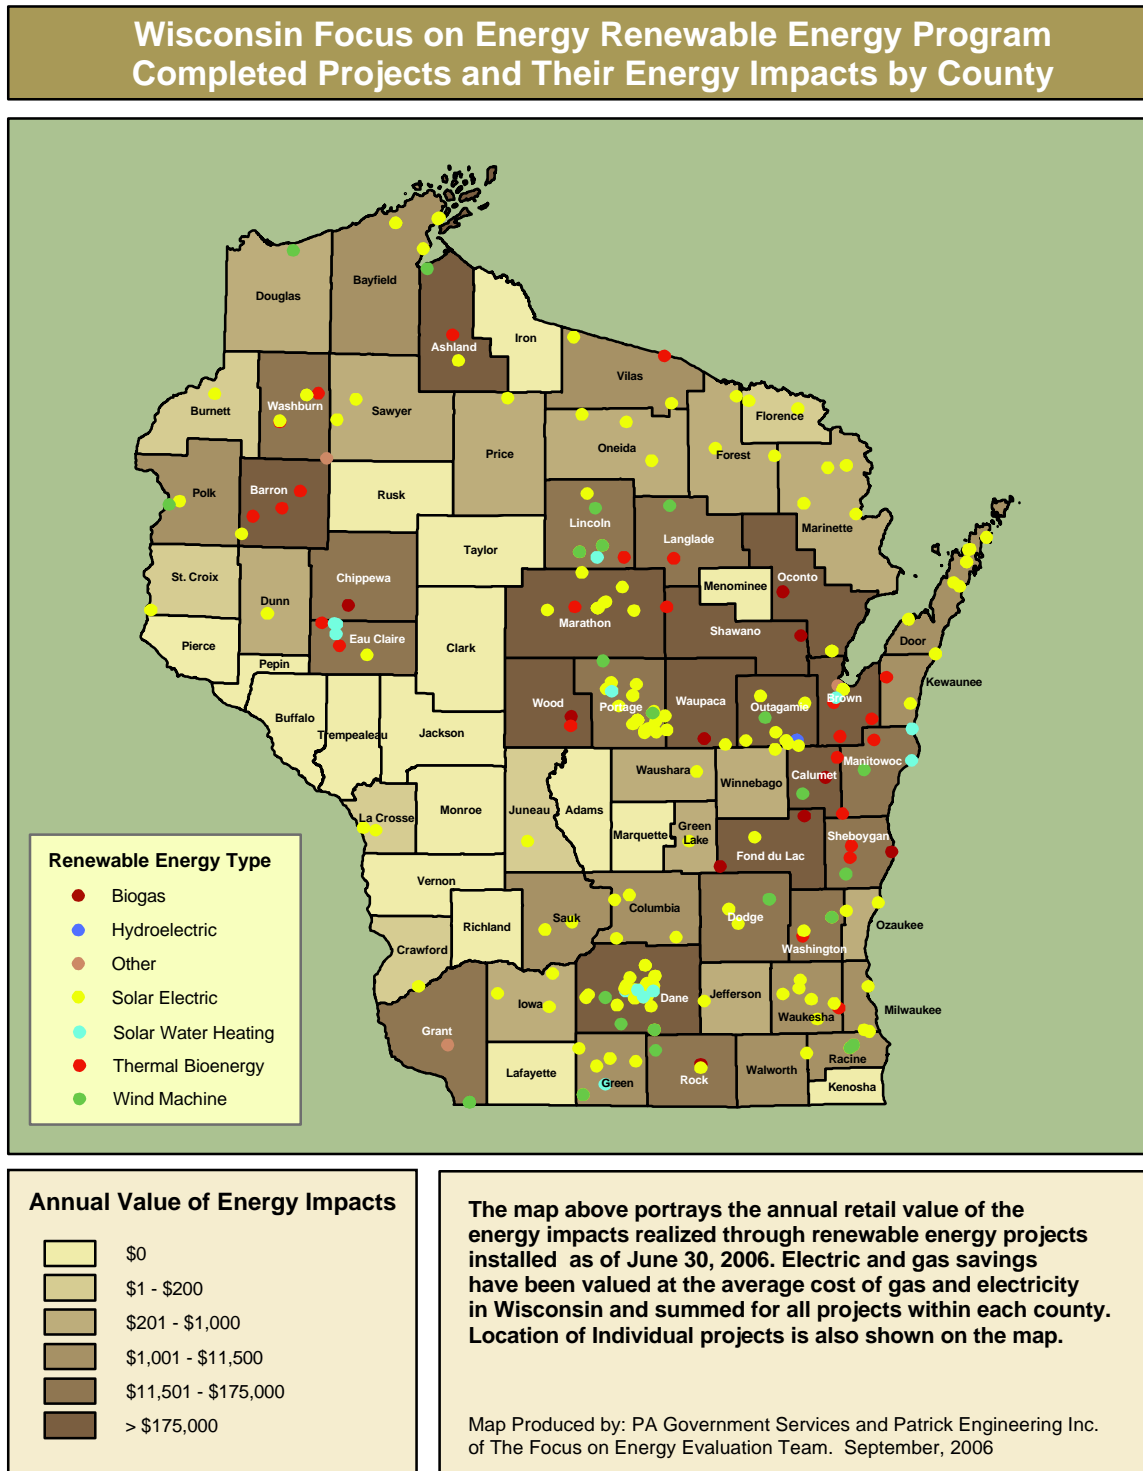 Wisconsin Focus on Energy Renewable Energy Program
Completed Projects and Their Energy Impacts by County
Bayfield
Douglas
Iron
Ashland
Vilas
Burnett
Washburn
Sawyer
Florence
Oneida
Price
Forest
Polk
Barron
Rusk
Lincoln
Langlade
Marinette
Taylor
St. Croix
Chippewa
Menominee
Oconto
Dunn
Marathon
Shawano
Eau Claire
Pierce
Clark
Door
Pepin
Kewaunee
Wood
Portage
Waupaca
Outagamie
Brown
Buffalo
Trempealeau
Jackson
Manitowoc
Waushara
Winnebago
Calumet
La Crosse
Monroe
Juneau
Adams
Marquette
Green
Lake
Sheboygan
Fond du Lac
Vernon
Columbia
Richland
Sauk
Dodge
Ozaukee
Crawford
Washington
Iowa
Dane
Jefferson
Waukesha
Milwaukee
Grant
Lafayette
Green
Rock
Walworth
Racine
Kenosha
Renewable Energy Type
Biogas
Hydroelectric
Other
Solar Electric
Solar Water Heating
Thermal Bioenergy
Wind Machine
Annual Value of Energy Impacts
$0
$1 - $200
$201 - $1,000
$1,001 - $11,500
$11,501 - $175,000
> $175,000
The map above portrays the annual retail value of the
energy impacts realized through renewable energy projects
installed as of June 30, 2006. Electric and gas savings
have been valued at the average cost of gas and electricity
in Wisconsin and summed for all projects within each county.
Location of Individual projects is also shown on the map.
Map Produced by: PA Government Services and Patrick Engineering Inc.
of The Focus on Energy Evaluation Team. September, 2006